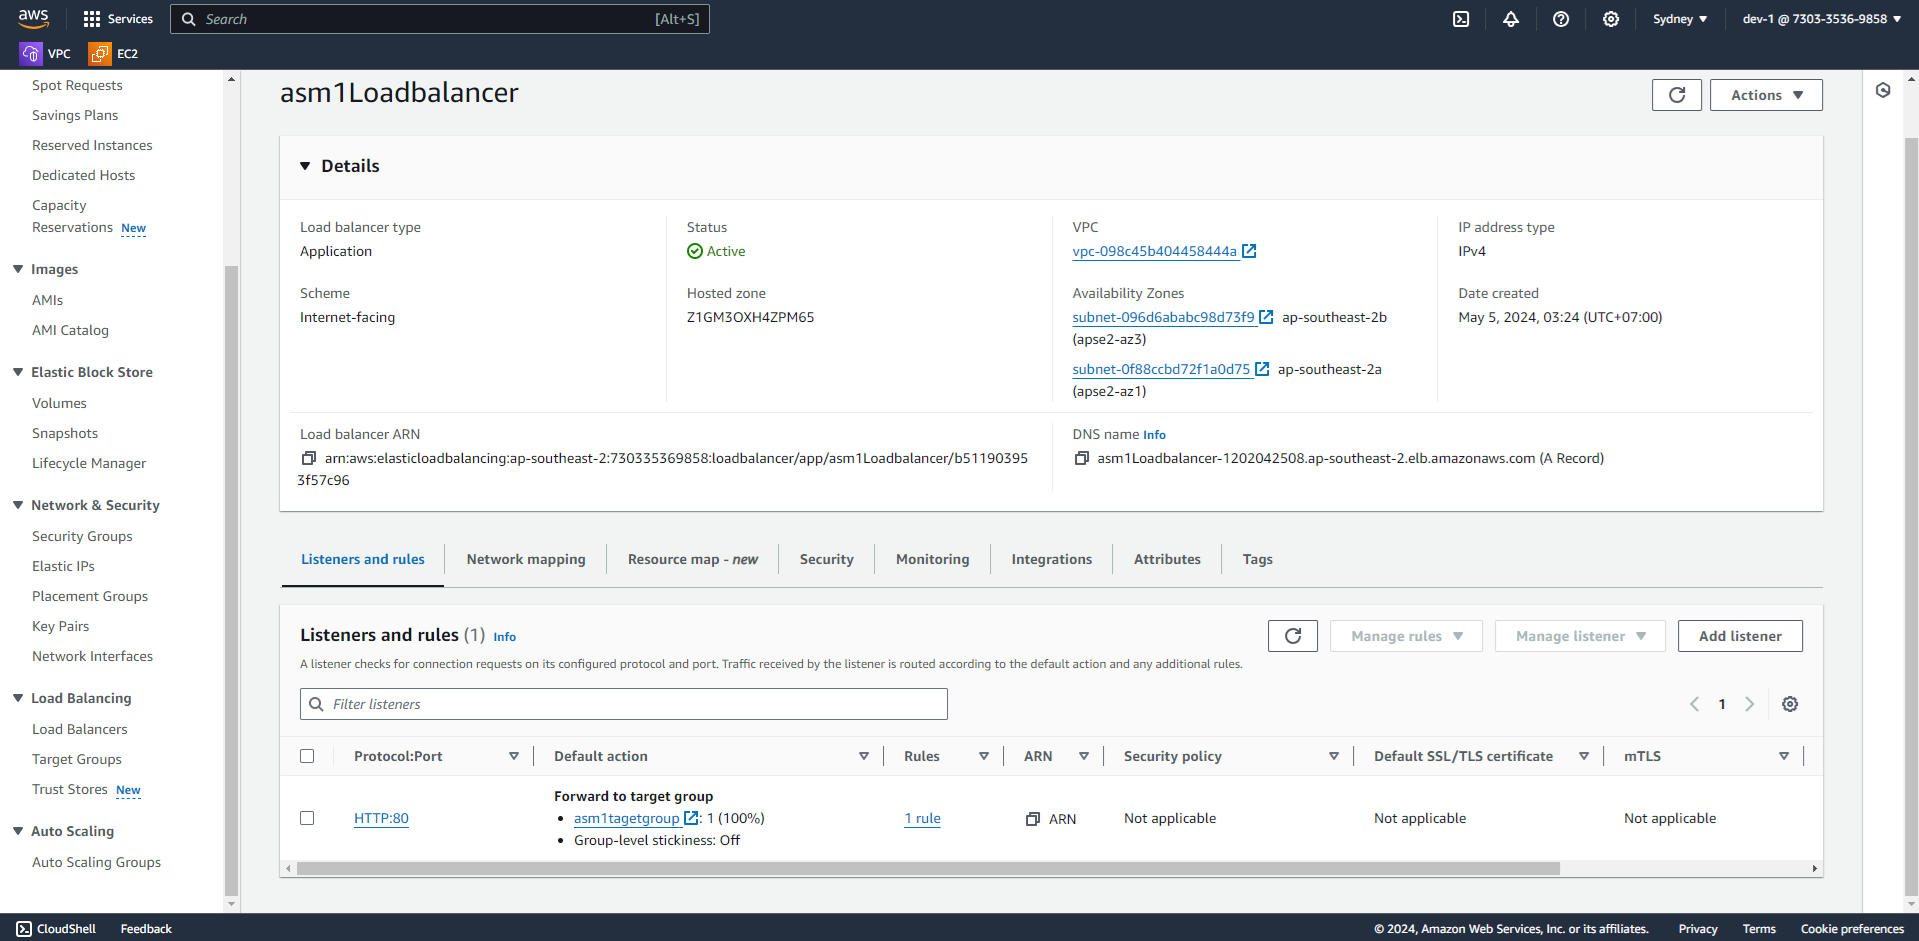 aws
Services
Search
[Alt+S]
Sydney
dev-1 @ 7303-3536-9858
VPC
EC2
Spot Requests
Savings Plans
Reserved Instances
Dedicated Hosts
Capacity
Reservations New
Images
AMIs
AMI Catalog
Elastic Block Store
Volumes
Snapshots
Lifecycle Manager
Network & Security
Security Groups
Elastic IPs
Placement Groups
Key Pairs
Network Interfaces
Load Balancing
Load Balancers
Target Groups
Trust Stores New
Auto Scaling
Auto Scaling Groups
asm1Loadbalancer
Actions
Details
Load balancer type
Application
Status
Active
VPC
vpc-098c45b404458444a
IP address type
IPv4
Scheme
Internet-facing
Hosted zone
Z1GM3OXH4ZPM65
Availability Zones
subnet-096d6ababc98d73f9 ap-southeast-2b
(apse2-az3)
subnet-0f88ccbd72f1a0d75 ap-southeast-2a
(apse2-az1)
Date created
May 5, 2024, 03:24 (UTC+07:00)
Load balancer ARN
arn:aws:elasticloadbalancing:ap-southeast-2:730335369858:loadbalancer/app/asm1Loadbalancer/b51190395
3f57c96
DNS name Info
asm1Loadbalancer-1202042508.ap-southeast-2.elb.amazonaws.com (A Record)
Listeners and rules
Network mapping
Resource map - new
Security
Monitoring
Integrations
Attributes
Tags
Listeners and rules (1) Info
Manage rules
Manage listener
Add listener
A listener checks for connection requests on its configured protocol and port. Traffic received by the listener is routed according to the default action and any additional rules.
Filter listeners
1
Protocol:Port
Default action
Rules
ARN
Security policy
Default SSL/TLS certificate
mTLS
HTTP:80
Forward to target group
• asm1tagetgroup : 1 (100%)
• Group-level stickiness: Off
1 rule
ARN
Not applicable
Not applicable
Not applicable
CloudShell
Feedback
© 2024, Amazon Web Services, Inc. or its affiliates.
Privacy
Terms
Cookie preferences